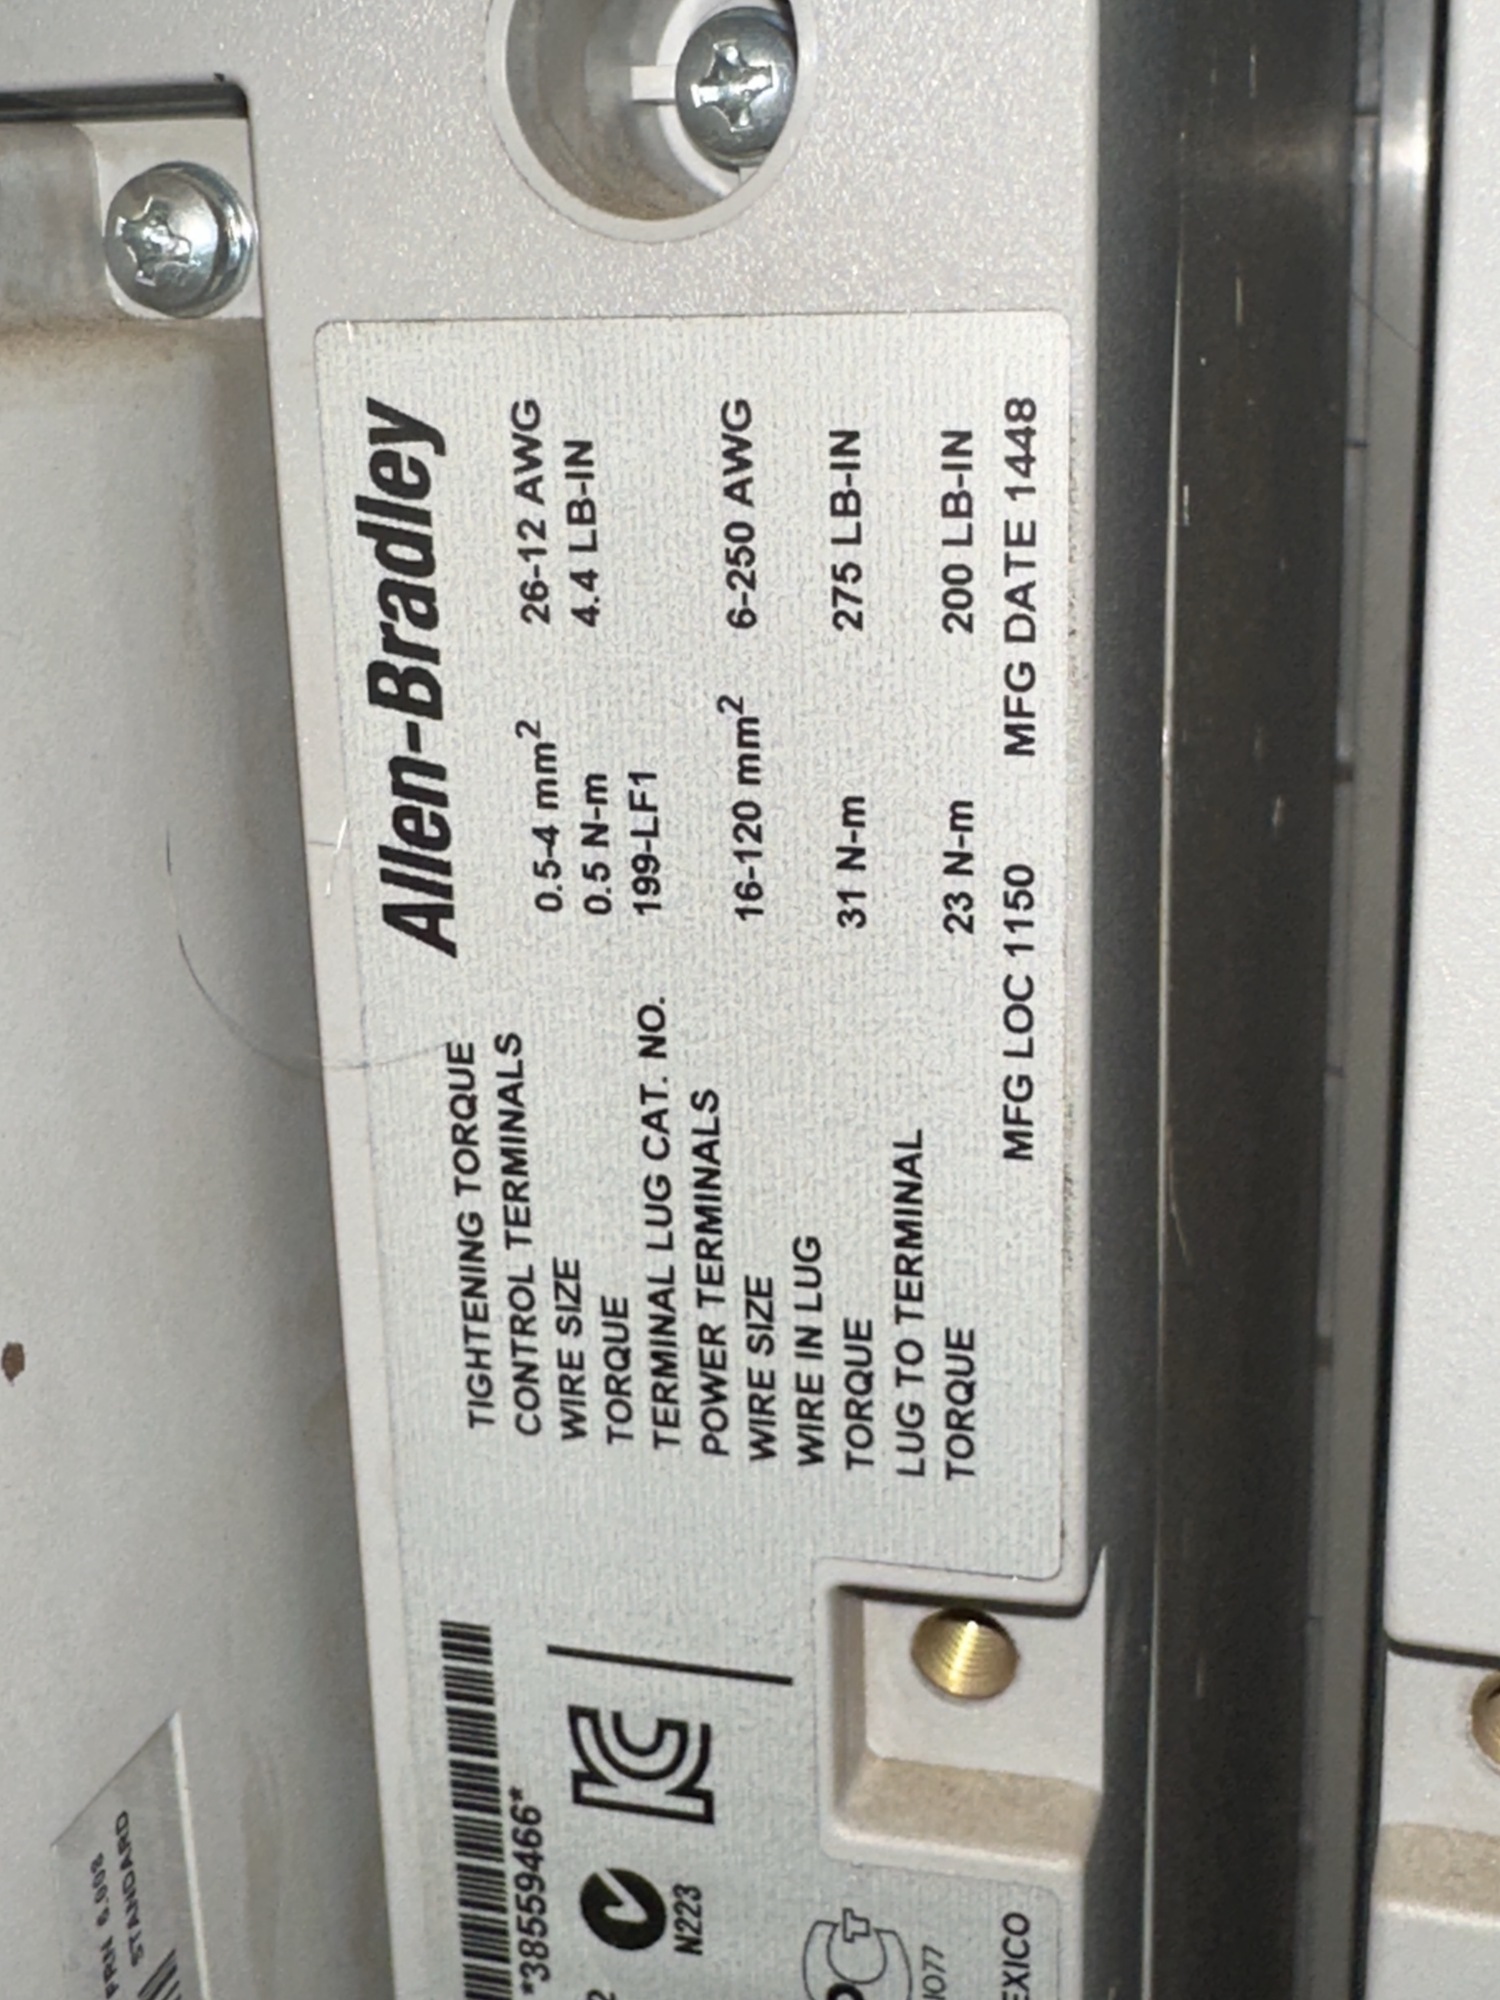 Allen-Bradley
TIGHTENING TORQUE
CONTROL TERMINALS
WIRE SIZE 0.5-4 mm² 26-12 AWG
TORQUE 0.5 N-m 4.4 LB-IN
TERMINAL LUG CAT. NO. 199-LF1
POWER TERMINALS
WIRE SIZE 16-120 mm² 6-250 AWG
WIRE IN LUG
TORQUE 31 N-m 275 LB-IN
LUG TO TERMINAL
TORQUE 23 N-m 200 LB-IN
MFG LOC 1150 MFG DATE 1448
*38559466*
N223
FRN
STANDARD